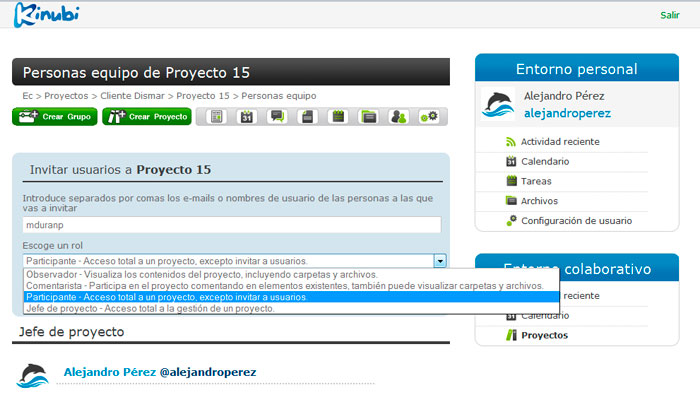 Kinubi
Salir
Personas equipo de Proyecto 15
Ec > Proyectos > Cliente Dismar > Proyecto 15 > Personas equipo
Crear Grupo
Crear Proyecto
31
Invitar usuarios a Proyecto 15
Introduce separados por comas los e-mails o nombres de usuario de las personas a las que
vas a invitar
mduranp
Escoge un rol
Participante - Acceso total a un proyecto, excepto invitar a usuarios.
Observador - Visualiza los contenidos del proyecto, incluyendo carpetas y archivos.
Comentarista - Participa en el proyecto comentando en elementos existentes, también puede visualizar carpetas y archivos.
Participante - Acceso total a un proyecto, excepto invitar a usuarios.
Jefe de proyecto - Acceso total a la gestión de un proyecto.
Jefe de proyecto
Alejandro Pérez @alejandroperez
Entorno personal
Alejandro Pérez
alejandroperez
Actividad reciente
31 Calendario
Tareas
Archivos
Configuración de usuario
Entorno colaborativo
reciente
Calendario
Proyectos